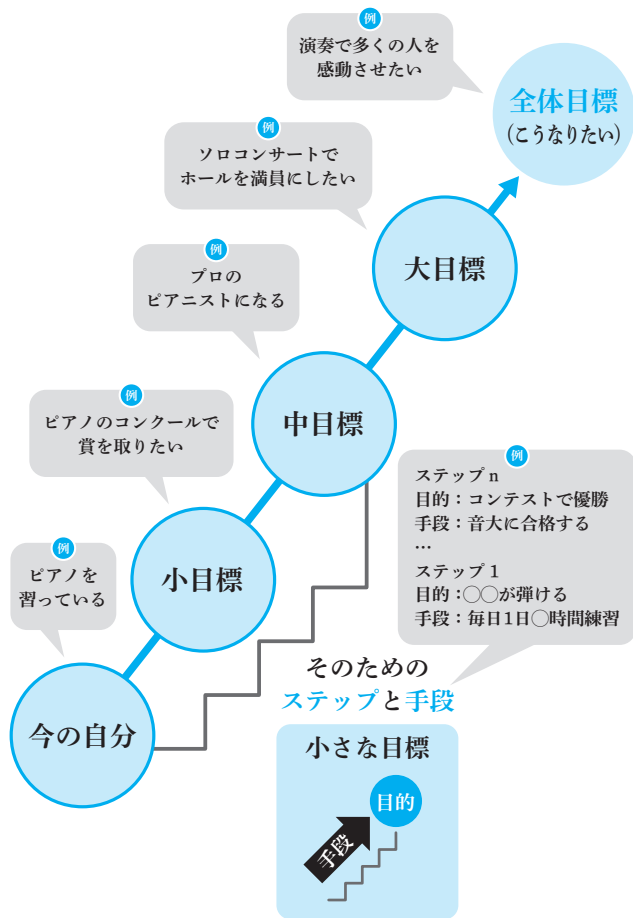 例
演奏で多くの人を
感動させたい
全体目標
(こうなりたい)
例
ソロコンサートで
ホールを満員にしたい
大目標
例
プロの
ピアニストになる
中目標
例
ピアノのコンクールで
賞を取りたい
小目標
例
ピアノを
習っている
今の自分
例
ステップ n
目的：コンテストで優勝
手段：音大に合格する
…
ステップ 1
目的：◯◯が弾ける
手段：毎日1日◯時間練習
そのための
ステップと手段
小さな目標
目的
手段